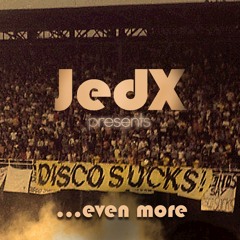 JedX
presents
DISCO SUCKS!
...even more